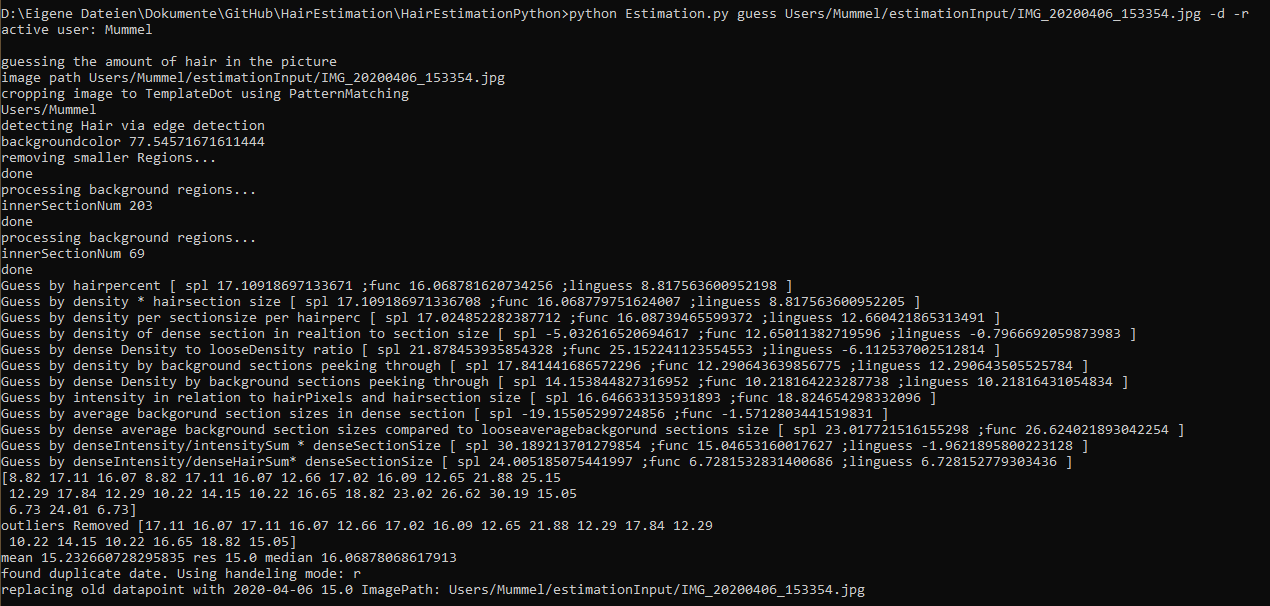 D:\Eigene Dateien\Dokumente\GitHub\HairEstimation\HairEstimationPython>python Estimation.py guess Users/Mummel/estimationInput/IMG_20200406_153354.jpg -d -r
active user: Mummel
guessing the amount of hair in the picture
image path Users/Mummel/estimationInput/IMG_20200406_153354.jpg
cropping image to TemplateDot using PatternMatching
Users/Mummel
detecting Hair via edge detection
backgroundcolor 77.54571671611444
removing smaller Regions...
done
processing background regions...
innerSectionNum 203
done
processing background regions...
innerSectionNum 69
done
Guess by hairpercent [ spl 17.10918697133671 ;func 16.068781620734256 ;linguess 8.817563600952198 ]
Guess by density * hairsection size [ spl 17.109186971336708 ;func 16.068779751624007 ;linguess 8.817563600952205 ]
Guess by density per sectionsize per hairperc [ spl 17.024852282387712 ;func 16.08739465599372 ;linguess 12.660421865313491 ]
Guess by density of dense section in realtion to section size [ spl -5.032616520694617 ;func 12.65011382719596 ;linguess -0.7966692059873983 ]
Guess by dense Density to looseDensity ratio [ spl 21.878453935854328 ;func 25.152241123554553 ;linguess -6.112537002512814 ]
Guess by density by background sections peeking through [ spl 17.841441686572296 ;func 12.290643639856775 ;linguess 12.290643505525784 ]
Guess by dense Density by background sections peeking through [ spl 14.153844827316952 ;func 10.218164223287738 ;linguess 10.21816431054834 ]
Guess by intensity in relation to hairPixels and hairsection size [ spl 16.646633135931893 ;func 18.824654298332096 ]
Guess by average backgorund section sizes in dense section [ spl -19.15505299724856 ;func -1.5712803441519831 ]
Guess by dense average background section sizes compared to looseaveragebackgorund sections size [ spl 23.017721516155298 ;func 26.624021893042254 ]
Guess by denseIntensity/intensitySum * denseSectionSize [ spl 30.189213701279854 ;func 15.04653160017627 ;linguess -1.9621895800223128 ]
Guess by denseIntensity/denseHairSum* denseSectionSize [ spl 24.005185075441997 ;func 6.7281532831400686 ;linguess 6.728152779303436 ]
[8.82 17.11 16.07 8.82 17.11 16.07 12.66 17.02 16.09 12.65 21.88 25.15
12.29 17.84 12.29 10.22 14.15 10.22 16.65 18.82 23.02 26.62 30.19 15.05
6.73 24.01 6.73]
outliers Removed [17.11 16.07 17.11 16.07 12.66 17.02 16.09 12.65 21.88 12.29 17.84 12.29
10.22 14.15 10.22 16.65 18.82 15.05]
mean 15.232660728295835 res 15.0 median 16.06878068617913
found duplicate date. Using handeling mode: r
replacing old datapoint with 2020-04-06 15.0 ImagePath: Users/Mummel/estimationInput/IMG_20200406_153354.jpg